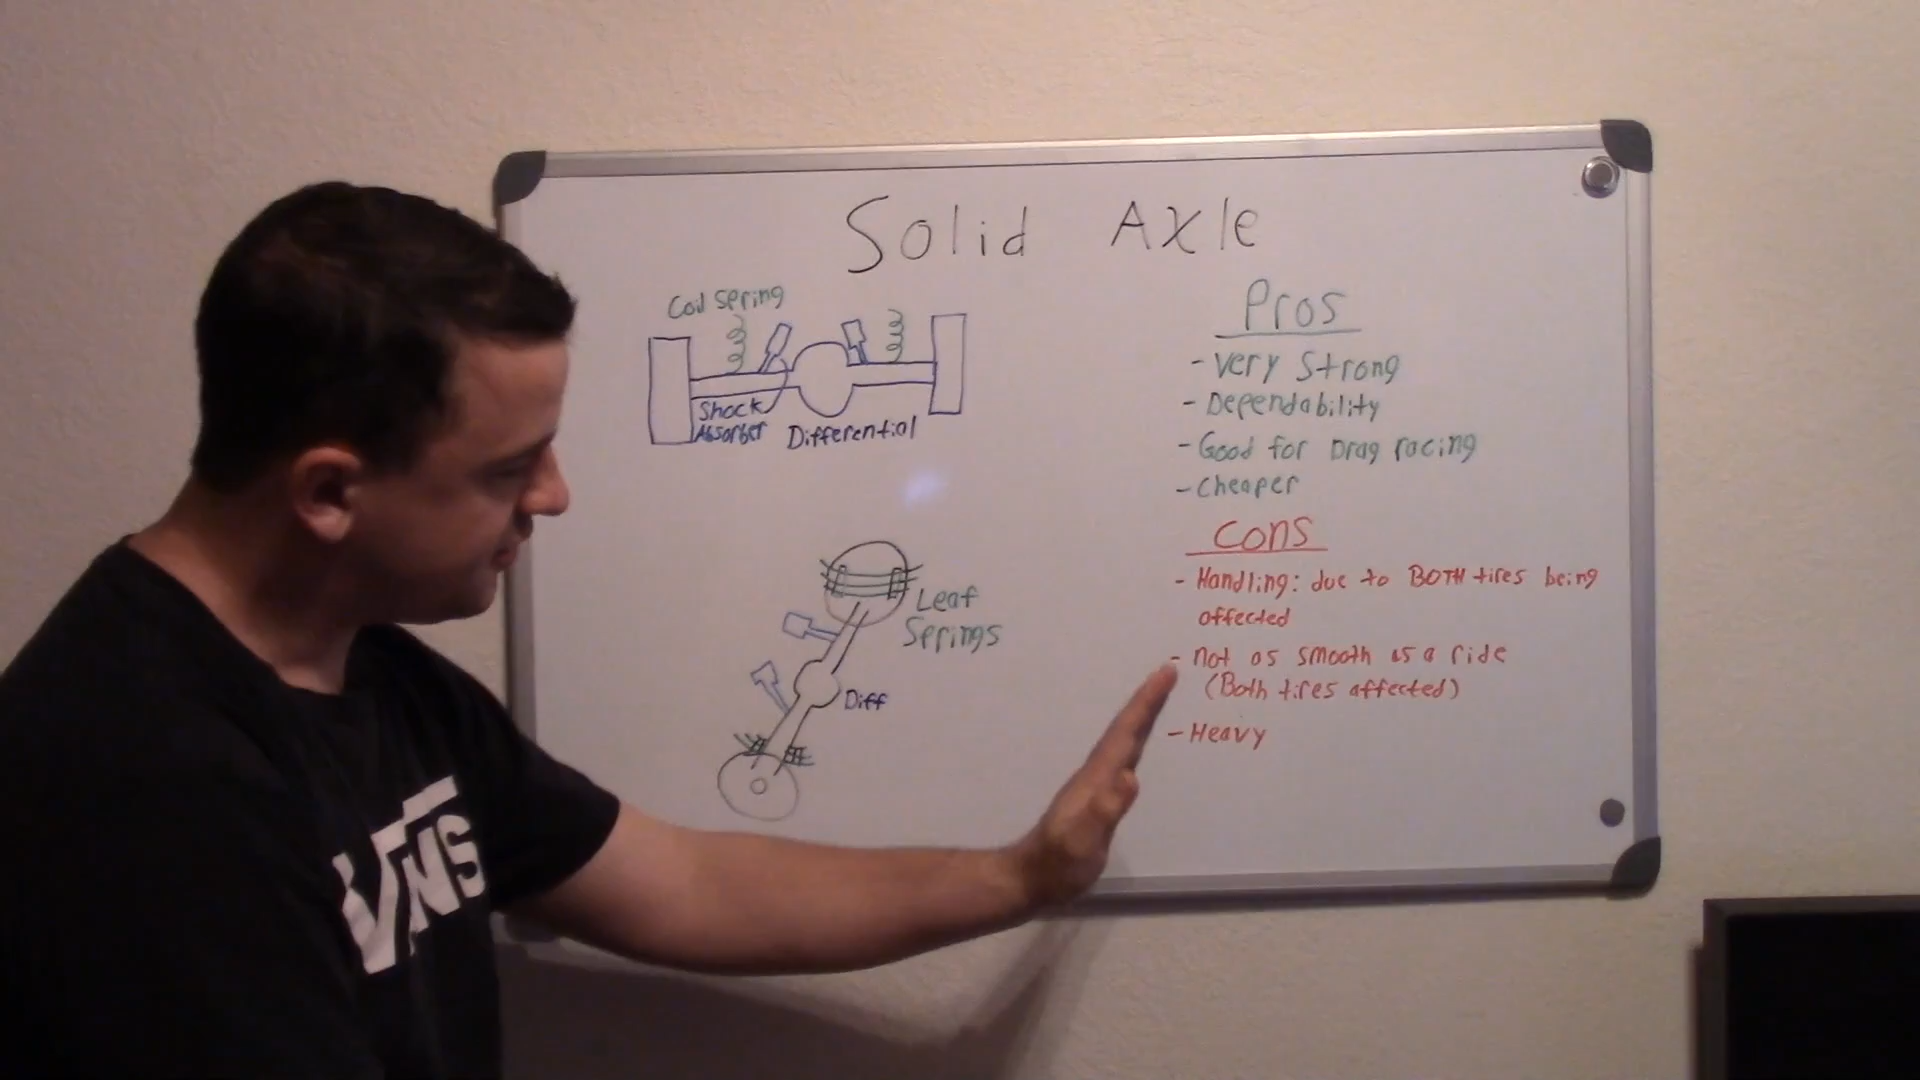 Solid Axle
Coil Spring
Shock
Absorber
Differential
Leaf
Springs
Diff
Pros
- Very Strong
- Dependability
- Good for Drag racing
- Cheaper
Cons
- Handling: due to BOTH tires being
affected
- Not as smooth as a ride
(Both tires affected)
- Heavy
VANS